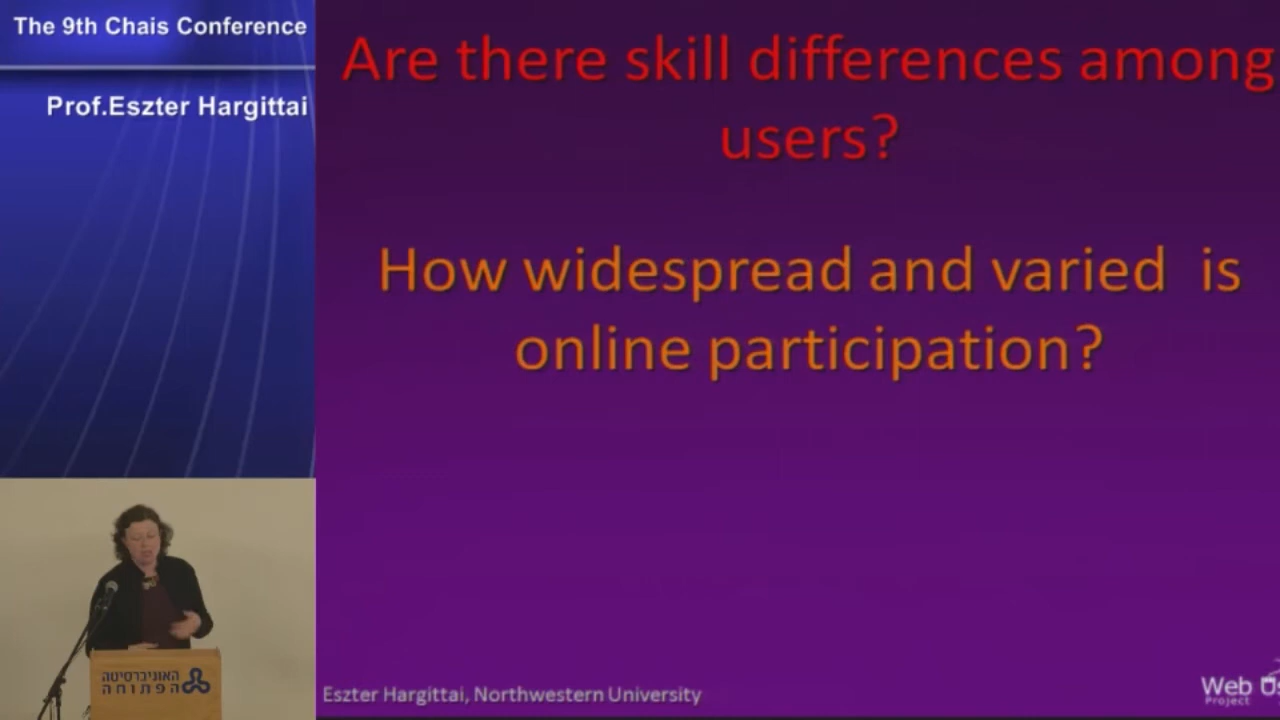 The 9th Chais Conference
Prof.Eszter Hargittai
Are there skill differences among
users?
How widespread and varied is
online participation?
האוניברסיטה
הפתוחה
Eszter Hargittai, Northwestern University
Web
Project